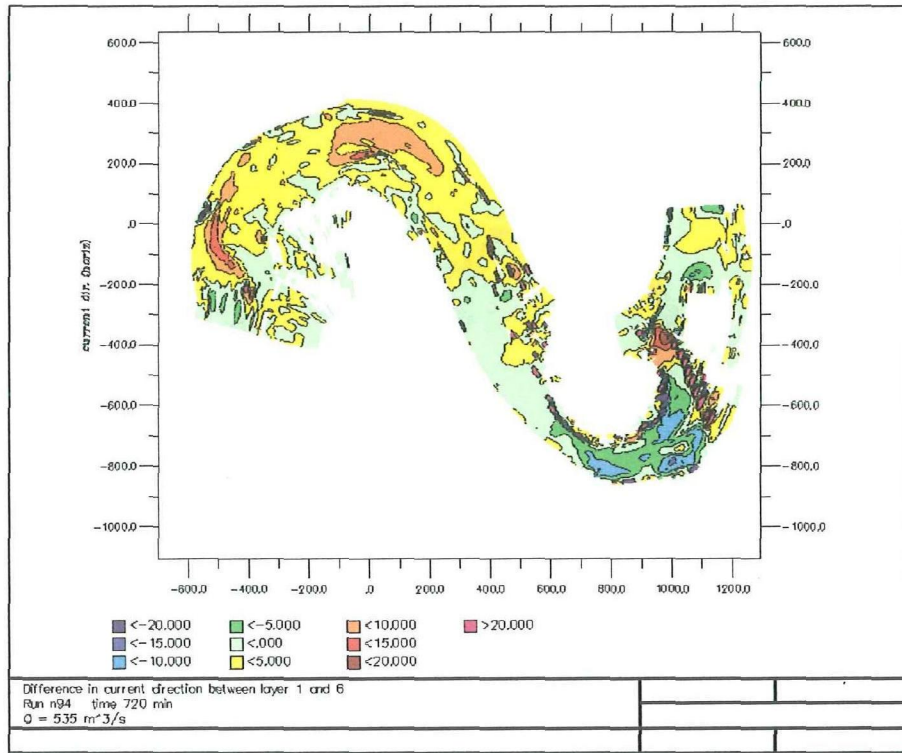 600.0
600.0
400.0
400.0
200.0
200.0
.0
.0
-200.0
-200.0
-400.0
-400.0
-600.0
-600.0
-800.0
-800.0
-1000.0
-1000.0
current dir. (horiz)
-600.0 -400.0 -200.0 .0 200.0 400.0 600.0 800.0 1000.0 1200.0
<-20.000 <-5.000 <10.000 >20.000
<-15.000 <.000 <15.000
<-10.000 <5.000 <20.000
Difference in current direction between layer 1 and 6
Run n94 time 720 min
Q = 535 m^3/s